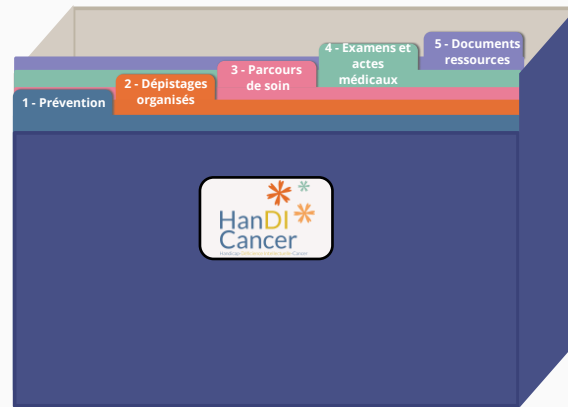 1 - Prévention
2 - Dépistages
organisés
3 - Parcours
de soin
4 - Examens et
actes
médicaux
5 - Documents
ressources
HanDI
Cancer